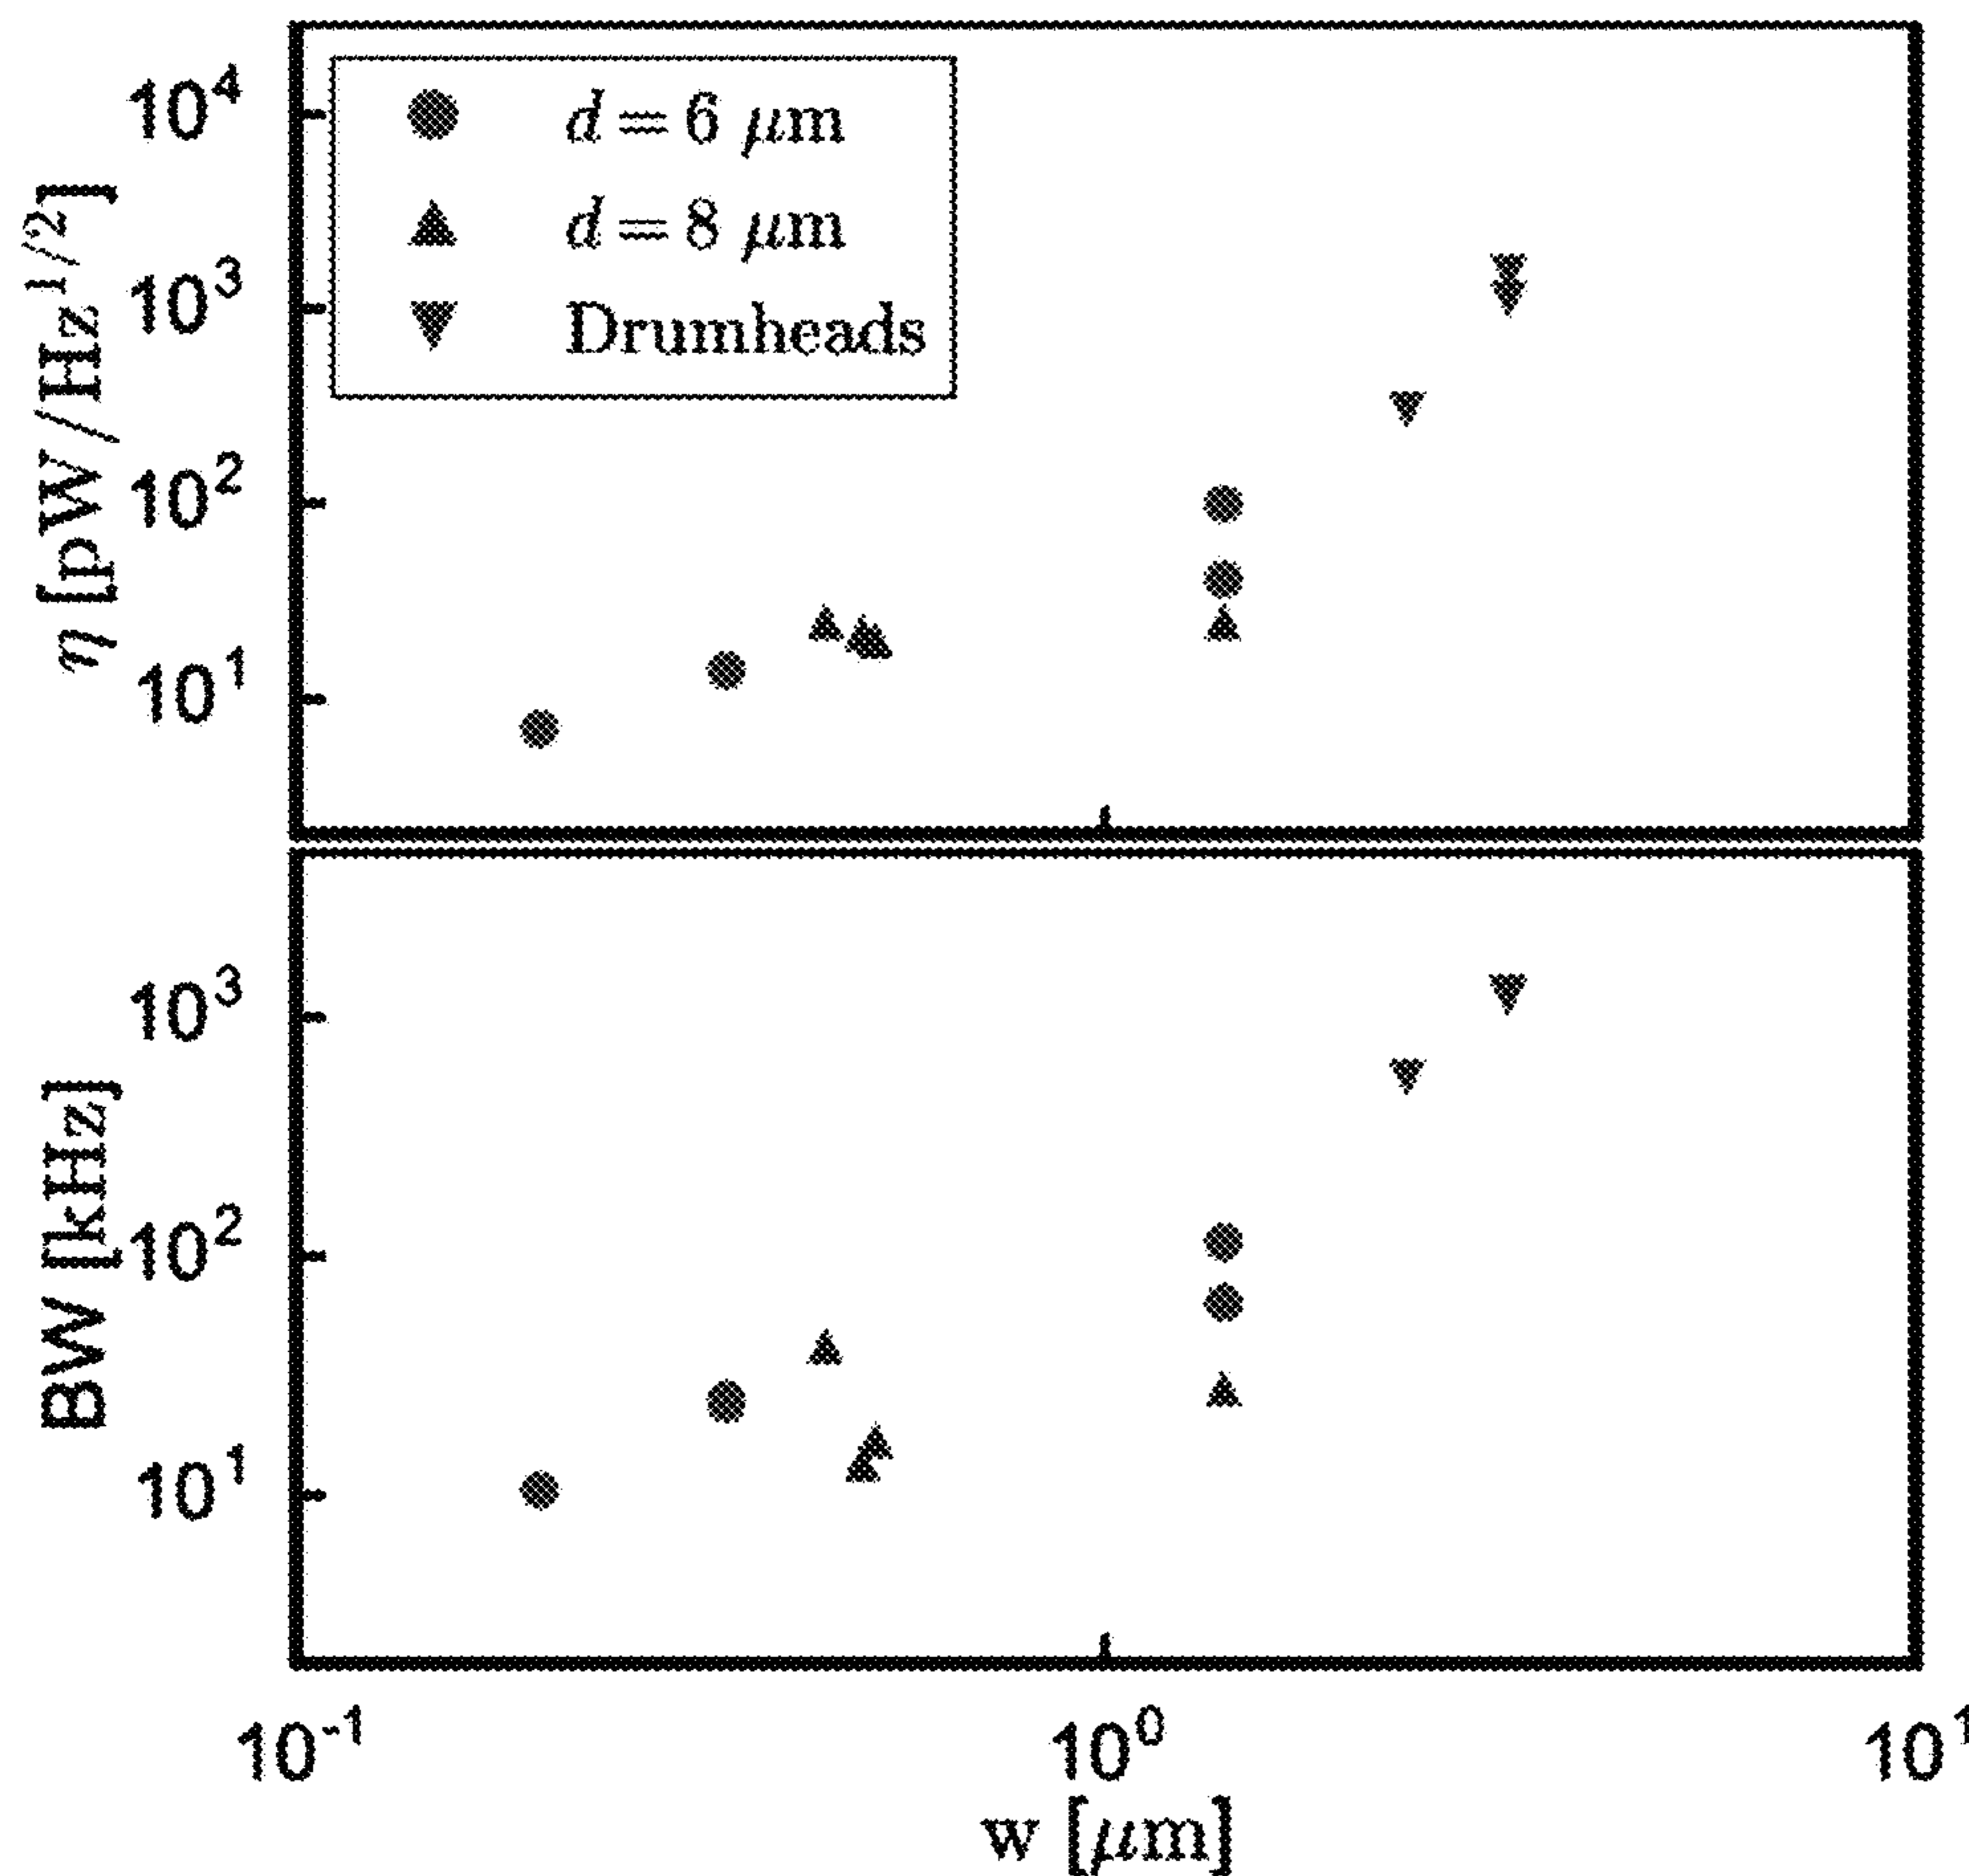 η [pW/Hz^1/2]
10^4
10^3
10^2
10^1
d = 6 μm
d = 8 μm
Drumheads
BW [kHz]
10^3
10^2
10^1
10^-1 10^0 10^1
w [μm]